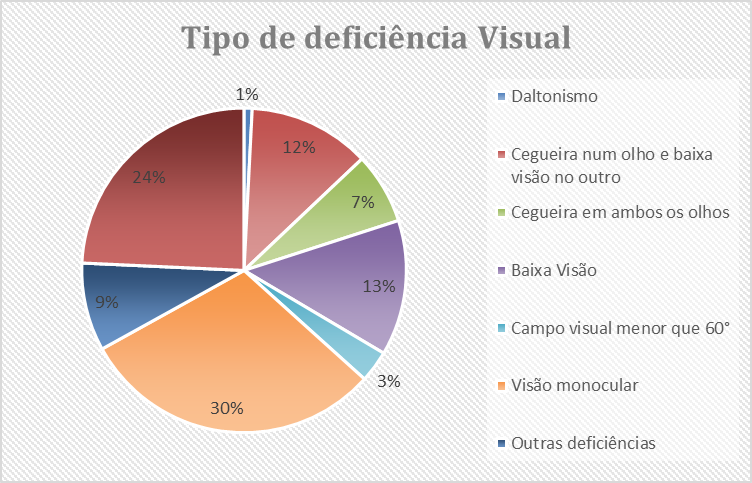 Tipo de deficiência Visual
1%
12%
7%
13%
3%
30%
9%
24%
Daltonismo
Cegueira num olho e baixa
visão no outro
Cegueira em ambos os olhos
Baixa Visão
Campo visual menor que 60°
Visão monocular
Outras deficiências